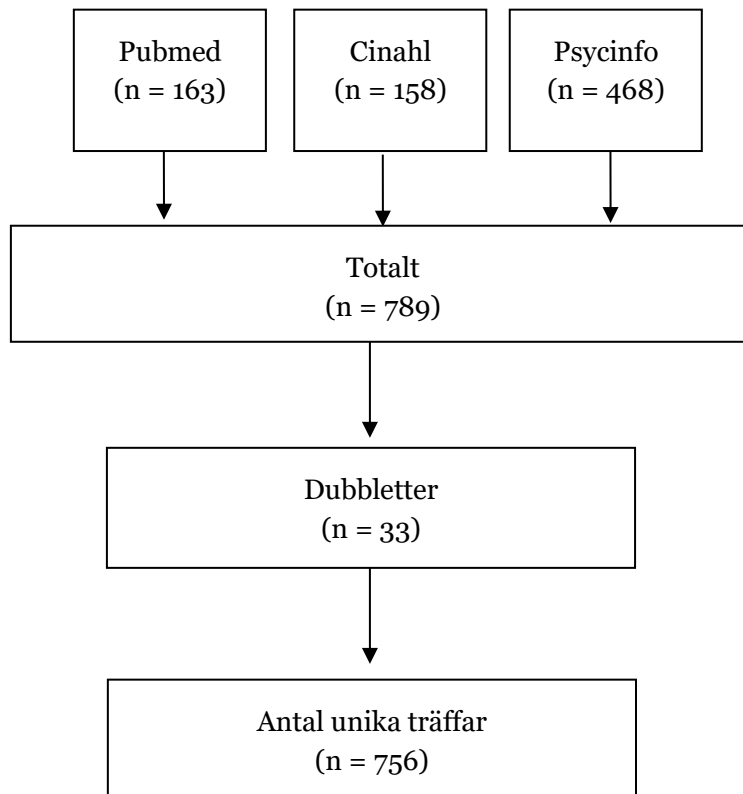 Pubmed
(n = 163)
Cinahl
(n = 158)
Psycinfo
(n = 468)
Totalt
(n = 789)
Dubbletter
(n = 33)
Antal unika träffar
(n = 756)